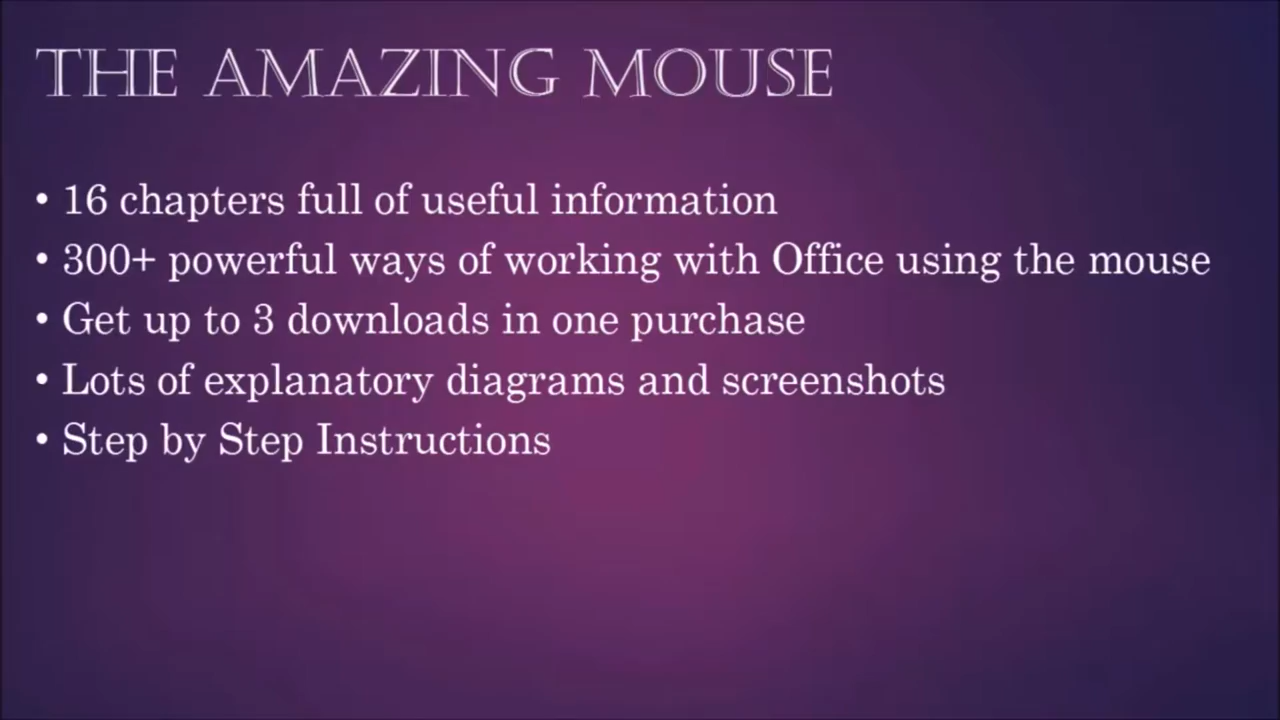 THE AMAZING MOUSE
• 16 chapters full of useful information
• 300+ powerful ways of working with Office using the mouse
• Get up to 3 downloads in one purchase
• Lots of explanatory diagrams and screenshots
• Step by Step Instructions